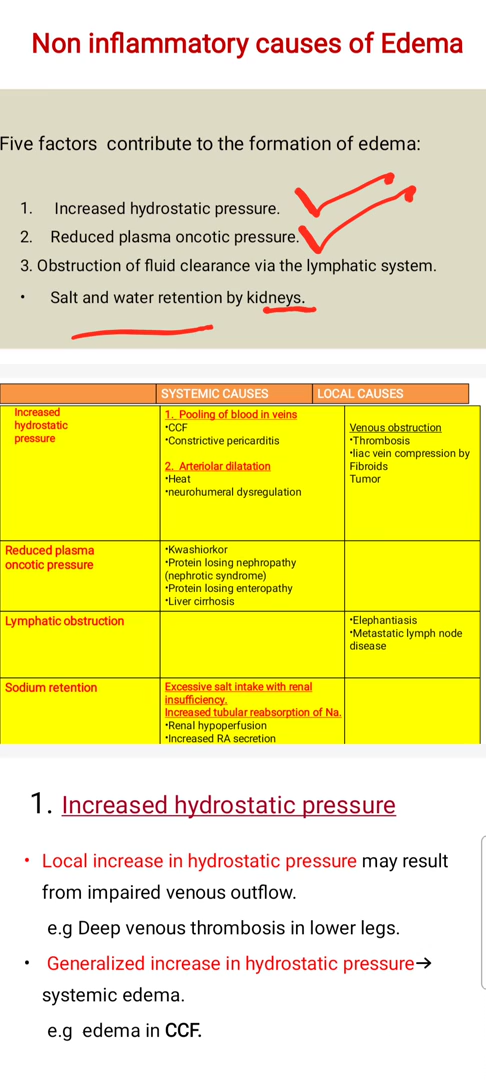 Non inflammatory causes of Edema
Five factors contribute to the formation of edema:
1. Increased hydrostatic pressure.
2. Reduced plasma oncotic pressure.
3. Obstruction of fluid clearance via the lymphatic system.
• Salt and water retention by kidneys.
SYSTEMIC CAUSES LOCAL CAUSES
Increased
hydrostatic
pressure
1. Pooling of blood in veins
•CCF
•Constrictive pericarditis
2. Arteriolar dilatation
•Heat
•neurohumeral dysregulation
Venous obstruction
•Thrombosis
•liac vein compression by
Fibroids
Tumor
Reduced plasma
oncotic pressure
•Kwashiorkor
•Protein losing nephropathy
(nephrotic syndrome)
•Protein losing enteropathy
•Liver cirrhosis
Lymphatic obstruction
•Elephantiasis
•Metastatic lymph node
disease
Sodium retention
Excessive salt intake with renal
insufficiency.
Increased tubular reabsorption of Na.
•Renal hypoperfusion
•Increased RA secretion
1. Increased hydrostatic pressure
• Local increase in hydrostatic pressure may result
from impaired venous outflow.
e.g Deep venous thrombosis in lower legs.
• Generalized increase in hydrostatic pressure→
systemic edema.
e.g edema in CCF.